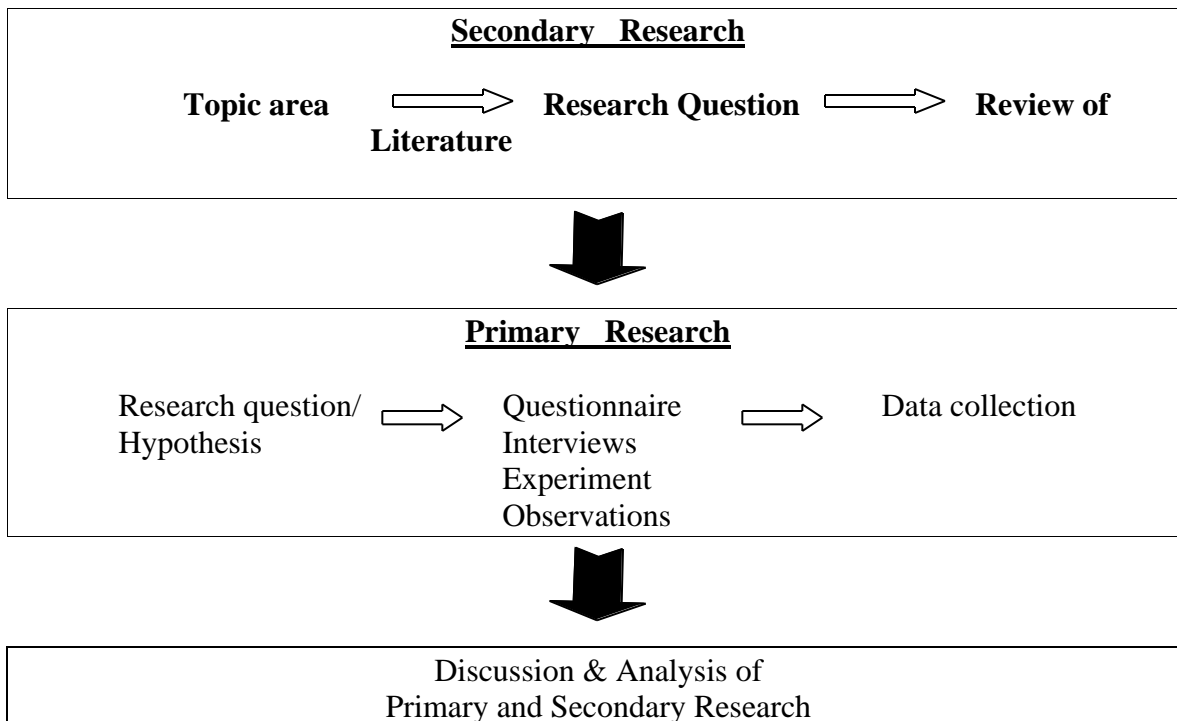 Secondary Research
Topic area Research Question Review of
Literature
Primary Research
Research question/ Questionnaire Data collection
Hypothesis Interviews
Experiment
Observations
Discussion & Analysis of
Primary and Secondary Research